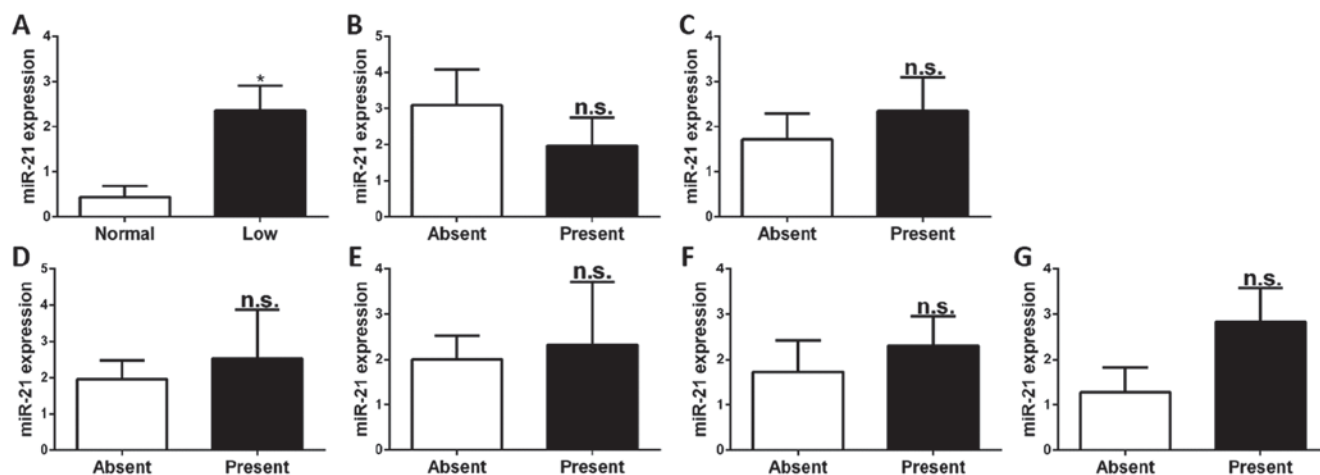 A
miR-21 expression
4
3
2
1
0
*
Normal Low
B
miR-21 expression
5
4
3
2
1
0
n.s.
Absent Present
C
miR-21 expression
4
3
2
1
0
n.s.
Absent Present
D
miR-21 expression
5
4
3
2
1
0
n.s.
Absent Present
E
miR-21 expression
4
3
2
1
0
n.s.
Absent Present
F
miR-21 expression
4
3
2
1
0
n.s.
Absent Present
G
miR-21 expression
4
3
2
1
0
n.s.
Absent Present